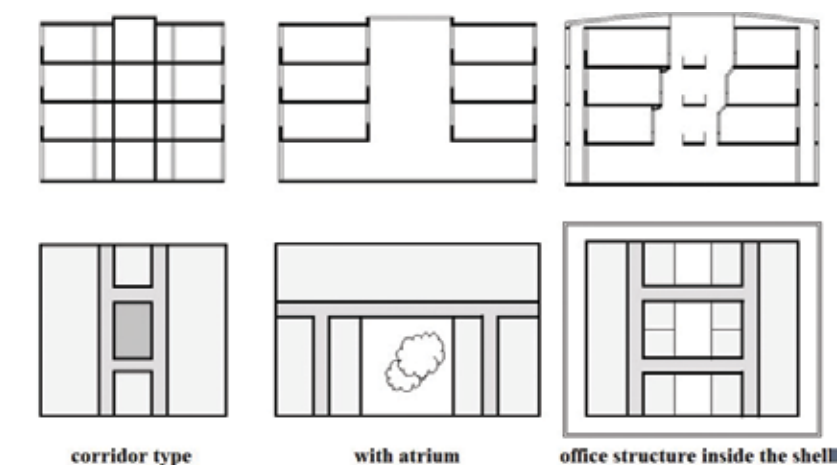 corridor type
with atrium
office structure inside the shell